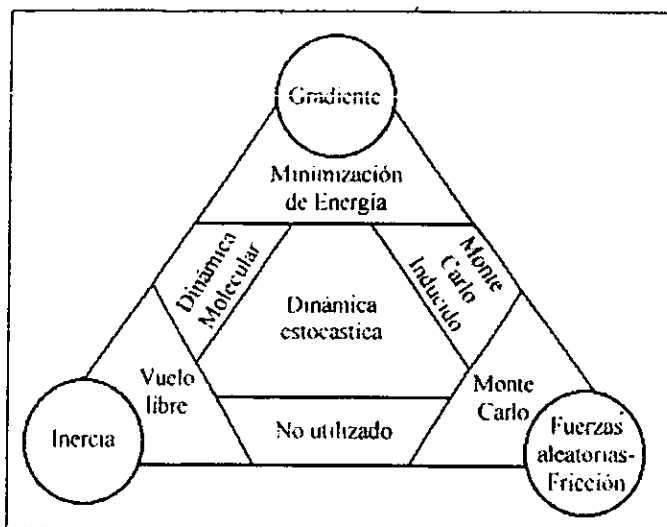 Gradiente
Minimización
de Energía
Dinámica
Molecular
Monte
Carlo
Inducido
Dinámica
estocastica
Vuelo
libre
Monte
Carlo
Inercia
No utilizado
Fuerzas
aleatorias-
Fricción